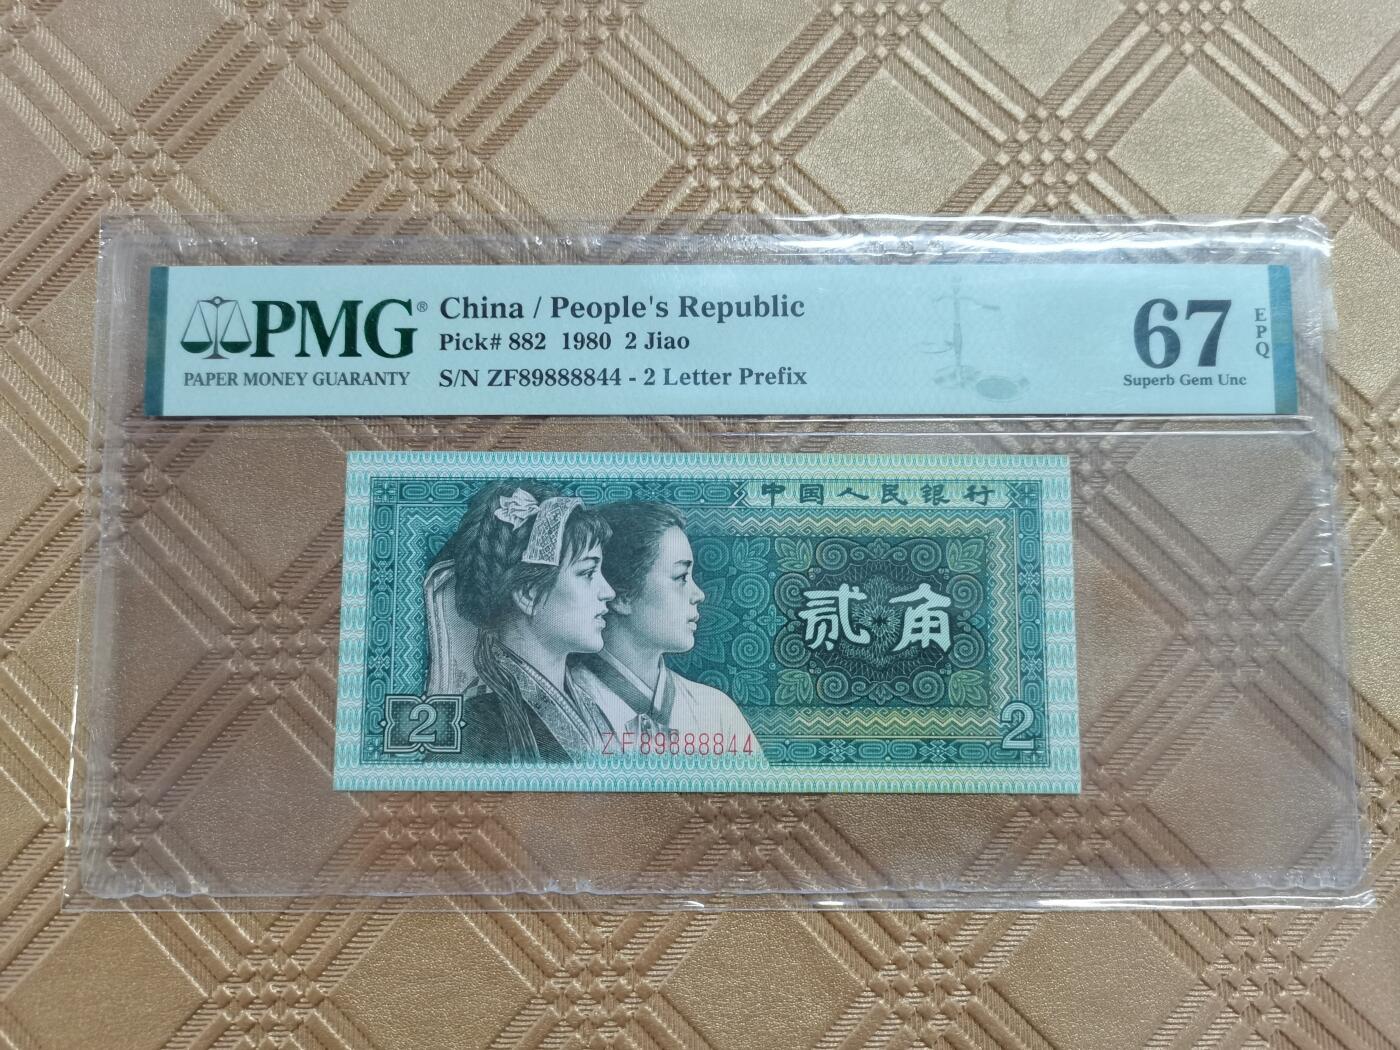 PMG®
PAPER MONEY GUARANTY
China / People's Republic
Pick# 882 1980 2 Jiao
S/N ZF89888844 - 2 Letter Prefix
67
EPQ
Superb Gem Unc
中国人民银行
贰角
2
2
ZF89888844